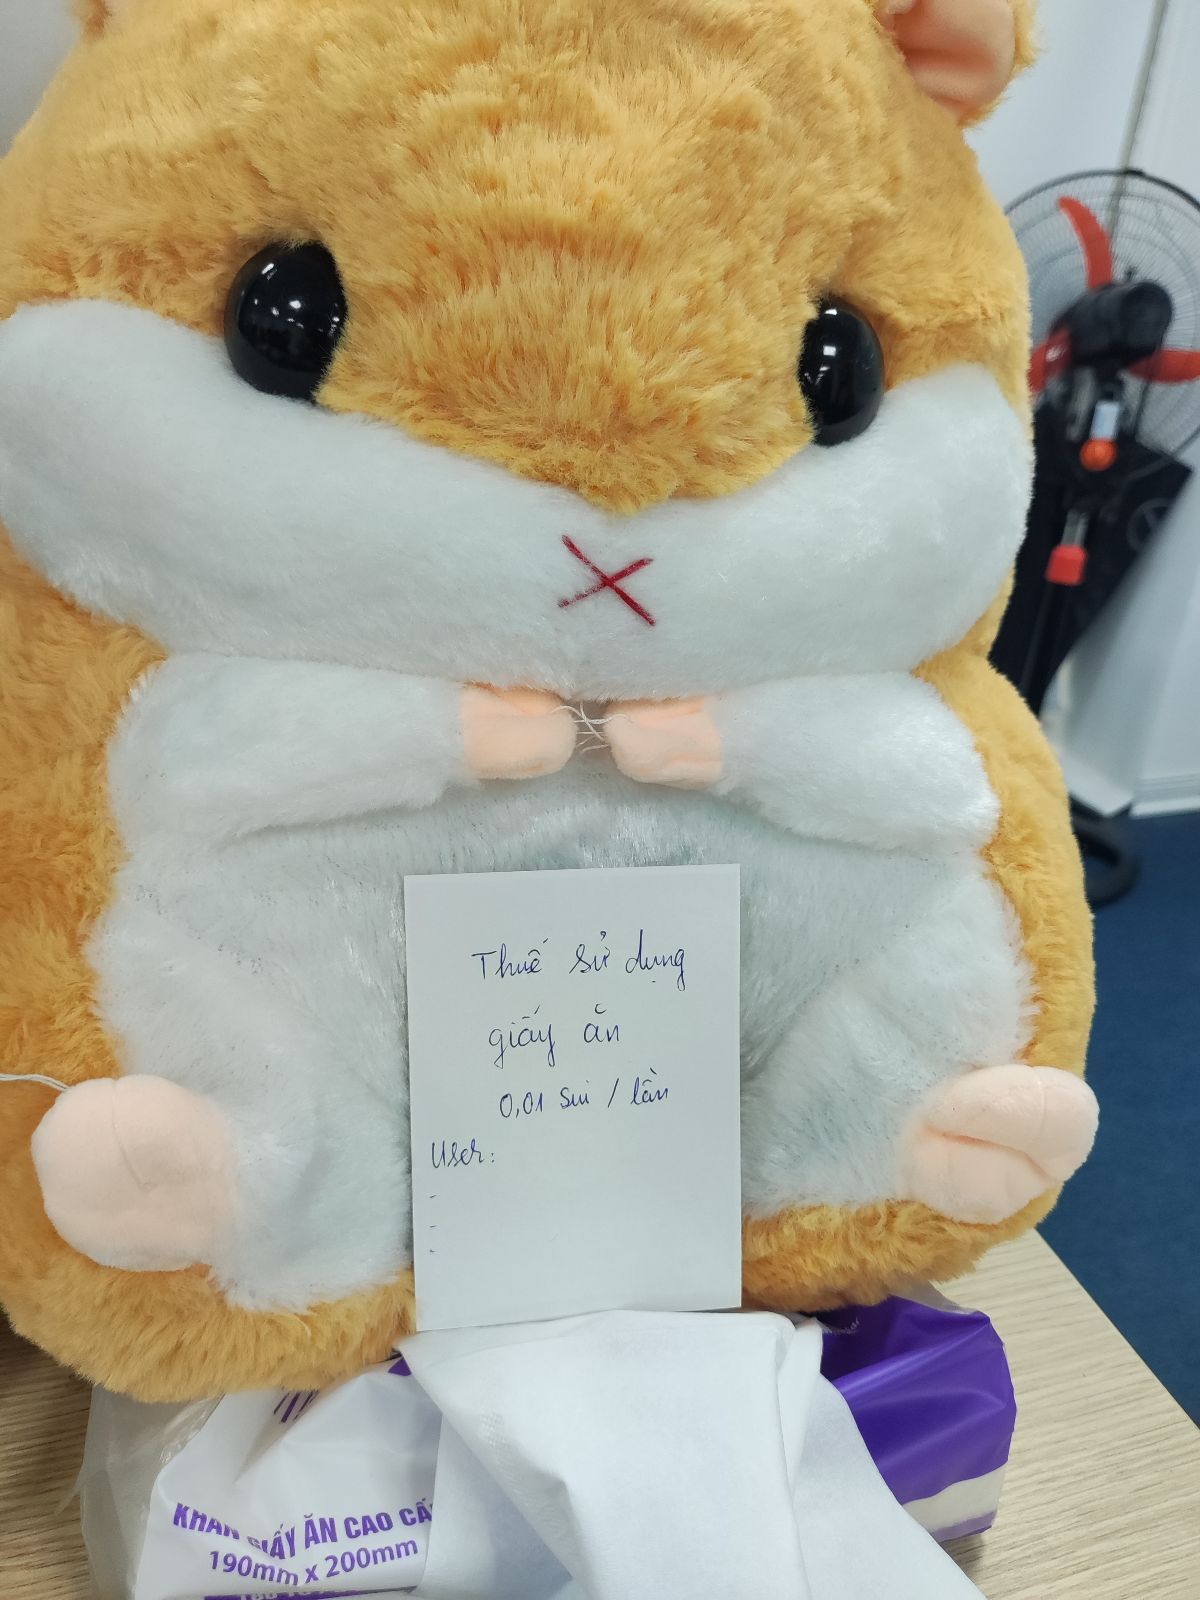 Thuế sử dụng
giấy ăn
0,01 sui / lần
User:
-
-
-
KHĂN GIẤY ĂN CAO CẤ
190mm x 200mm